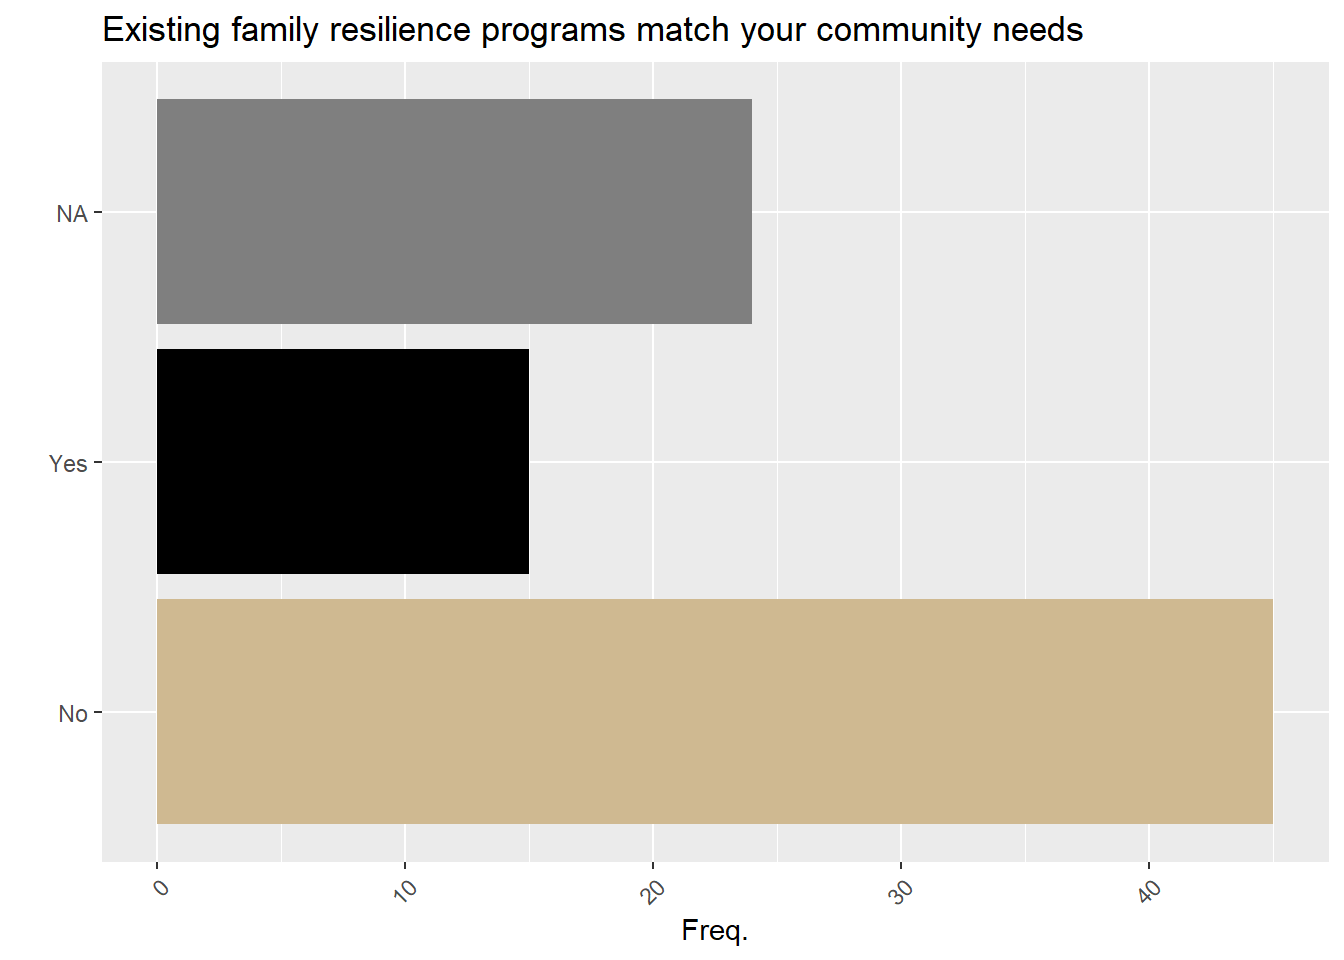 Existing family resilience programs match your community needs
NA
Yes
No
0 10 20 30 40
Freq.